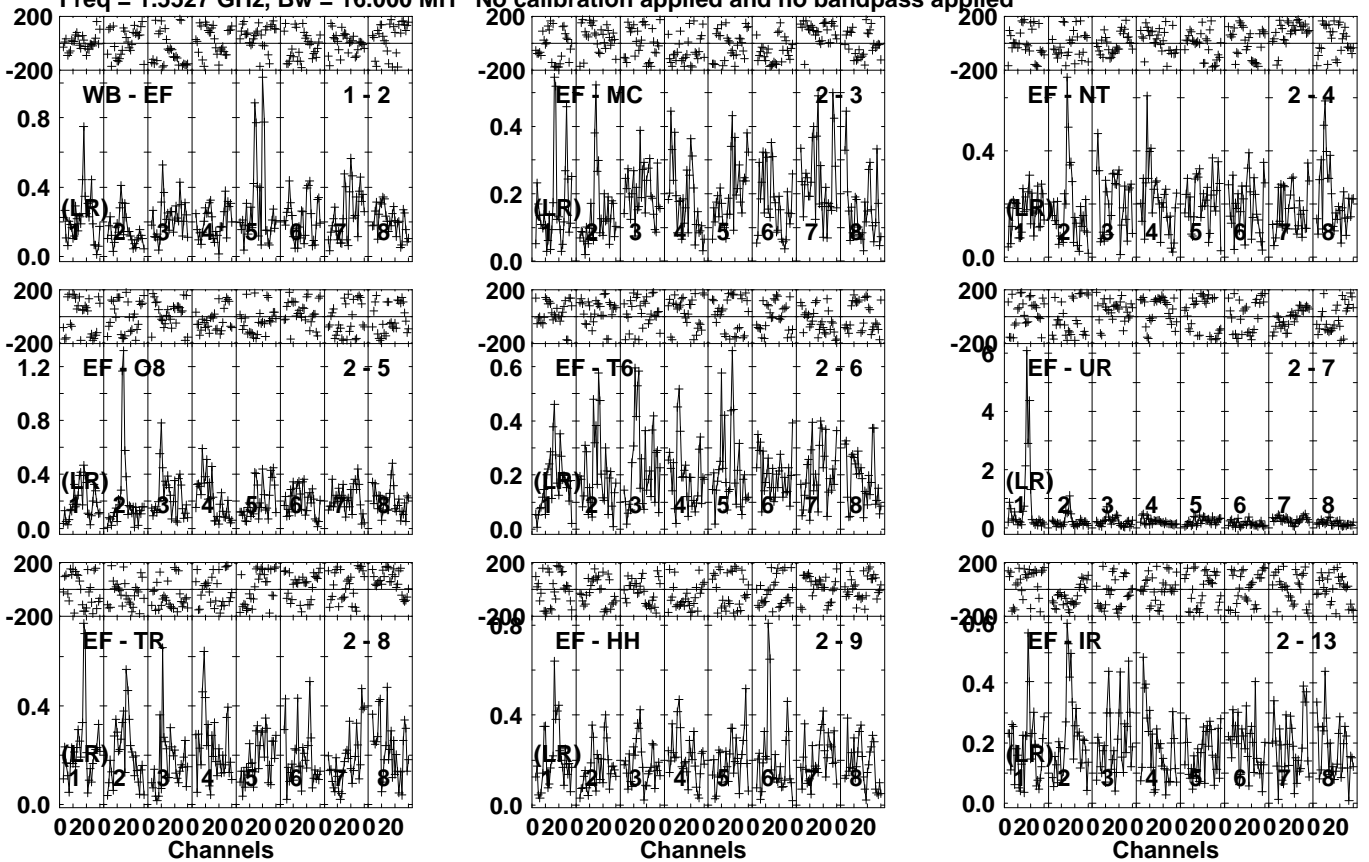 Freq = 1.5527 GHz, Bw = 16.000 MH No calibration applied and no bandpass applied
200 200 200
-200 -200 -200
WB - EF 1 - 2 EF - MC 2 - 3 EF - NT 2 - 4
0.8 0.4 0.4
0.4 0.2
(LR) (LR) (LR)
1 2 3 4 5 6 7 8 1 2 3 4 5 6 7 8 1 2 3 4 5 6 7 8
0.0 0.0 0.0
200 200 200
-200 -200 -200
6
EF - O8 2 - 5 EF - T6 2 - 6 EF - UR 2 - 7
1.2 0.6
0.8 0.4 4
0.4 0.2 2
(LR) (LR) (LR)
1 2 3 4 5 6 7 8 1 2 3 4 5 6 7 8 1 2 3 4 5 6 7 8
0.0 0.0 0
200 200 200
-200 -200 -200
0.8 0.6
EF - TR 2 - 8 EF - HH 2 - 9 EF - IR 2 - 13
0.4 0.4 0.4
0.2
(LR) (LR) (LR)
1 2 3 4 5 6 7 8 1 2 3 4 5 6 7 8 1 2 3 4 5 6 7 8
0.0 0.0 0.0
0 20 0 20 0 20 0 20 0 20 0 20 0 20 0 20 0 20 0 20 0 20 0 20 0 20 0 20 0 20 0 20 0 20 0 20 0 20 0 20 0 20 0 20 0 20 0 20
Channels Channels Channels